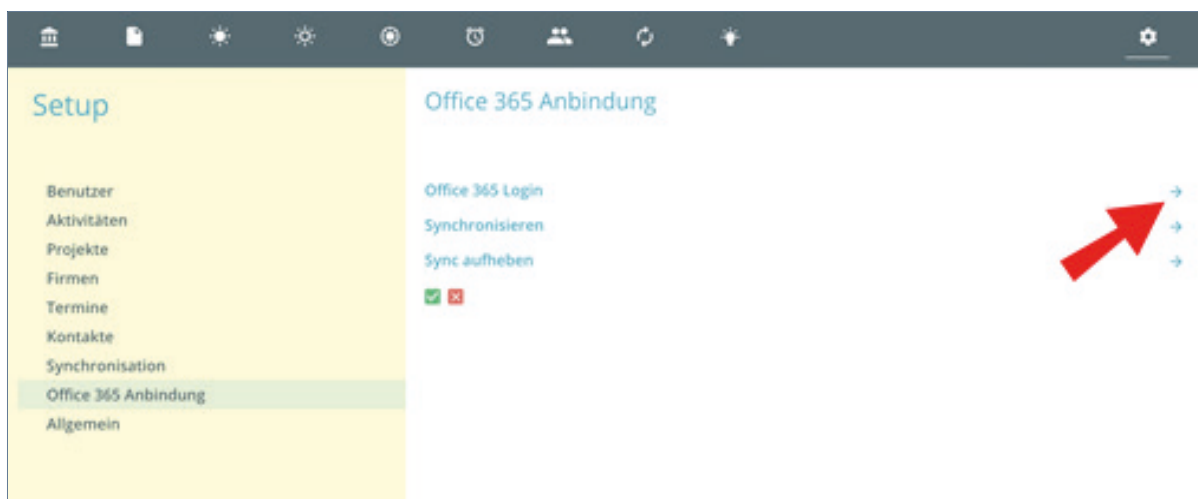 Setup
Benutzer
Aktivitäten
Projekte
Firmen
Termine
Kontakte
Synchronisation
Office 365 Anbindung
Allgemein
Office 365 Anbindung
Office 365 Login
Synchronisieren
Sync aufheben